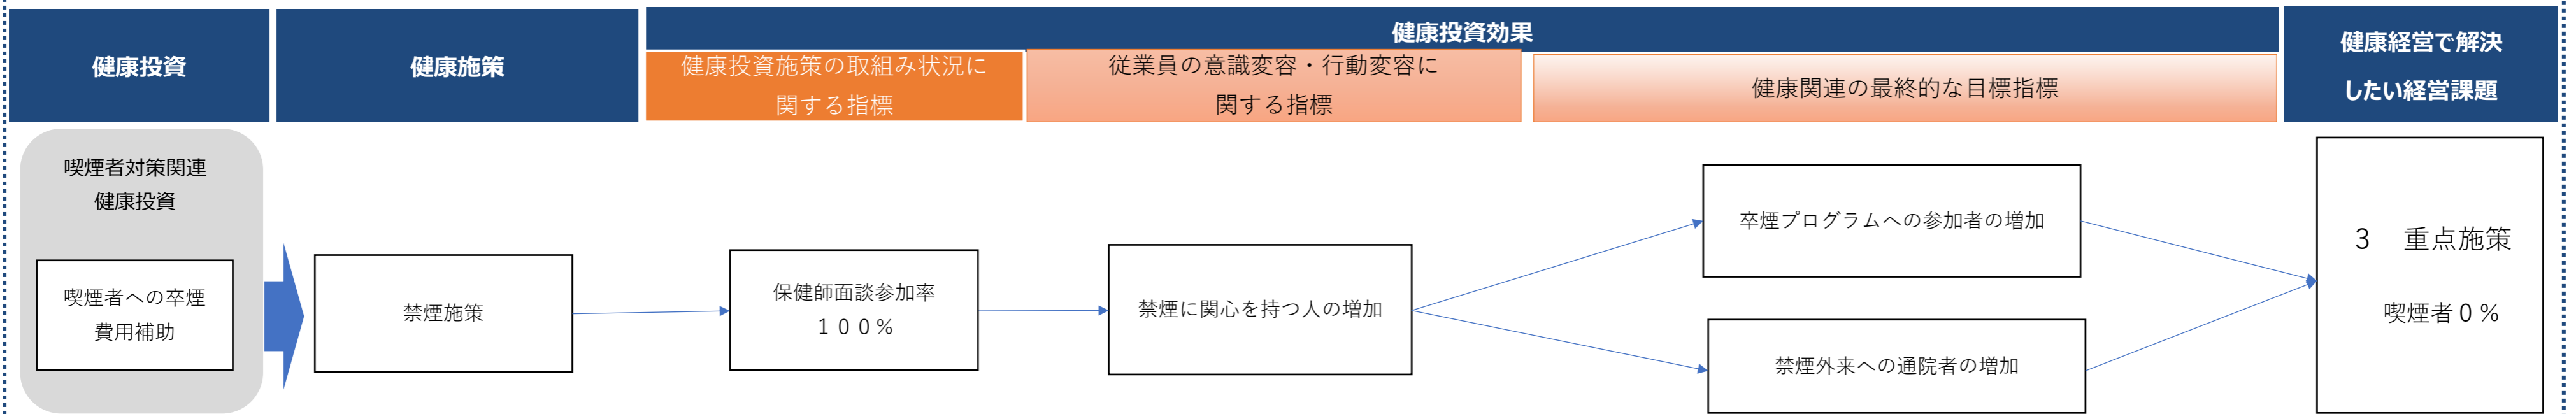 健康投資
健康施策
健康投資効果
健康投資施策の取組み状況に
関する指標
従業員の意識変容・行動変容に
関する指標
健康関連の最終的な目標指標
健康経営で解決
したい経営課題
喫煙者対策関連
健康投資
喫煙者への卒煙
費用補助
禁煙施策
保健師面談参加率
１００％
禁煙に関心を持つ人の増加
卒煙プログラムへの参加者の増加
禁煙外来への通院者の増加
３　重点施策
喫煙者０％